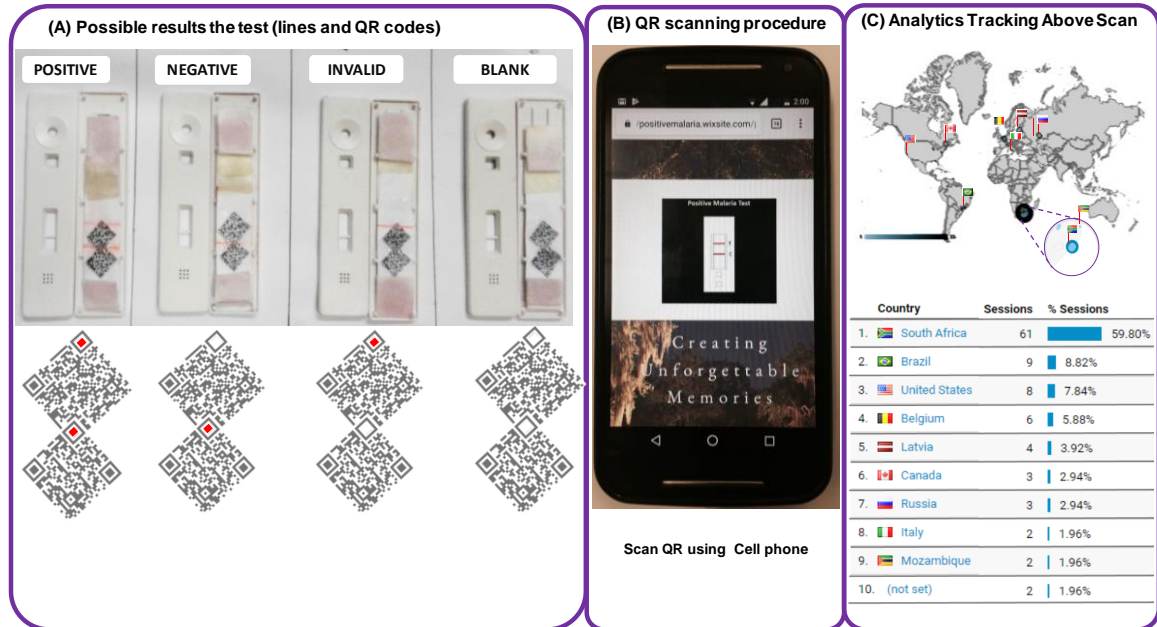 (A) Possible results the test (lines and QR codes)
POSITIVE
NEGATIVE
INVALID
BLANK
(B) QR scanning procedure
2:00
/positivemalaria.wixsite.com/
Positive Malaria Test
Creating
Unforgettable
Memories
Scan QR using Cell phone
(C) Analytics Tracking Above Scan
Country Sessions % Sessions
1. South Africa 61 59.80%
2. Brazil 9 8.82%
3. United States 8 7.84%
4. Belgium 6 5.88%
5. Latvia 4 3.92%
6. Canada 3 2.94%
7. Russia 3 2.94%
8. Italy 2 1.96%
9. Mozambique 2 1.96%
10. (not set) 2 1.96%